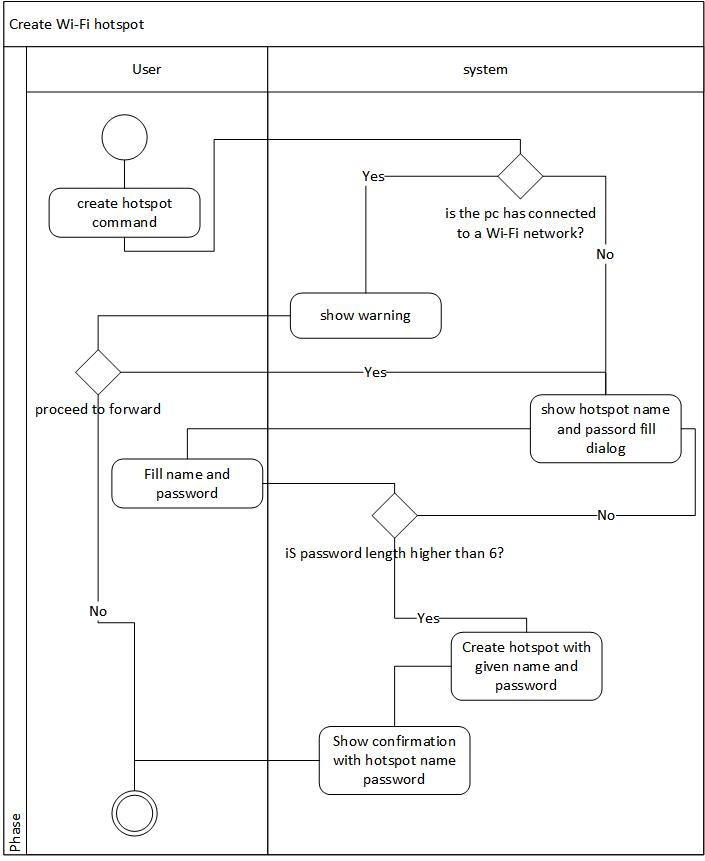 Create Wi-Fi hotspot
User
system
create hotspot
command
Yes
is the pc has connected
to a Wi-Fi network?
No
show warning
Yes
proceed to forward
show hotspot name
and passord fill
dialog
Fill name and
password
No
iS password length higher than 6?
No
Yes
Create hotspot with
given name and
password
Show confirmation
with hotspot name
password
Phase